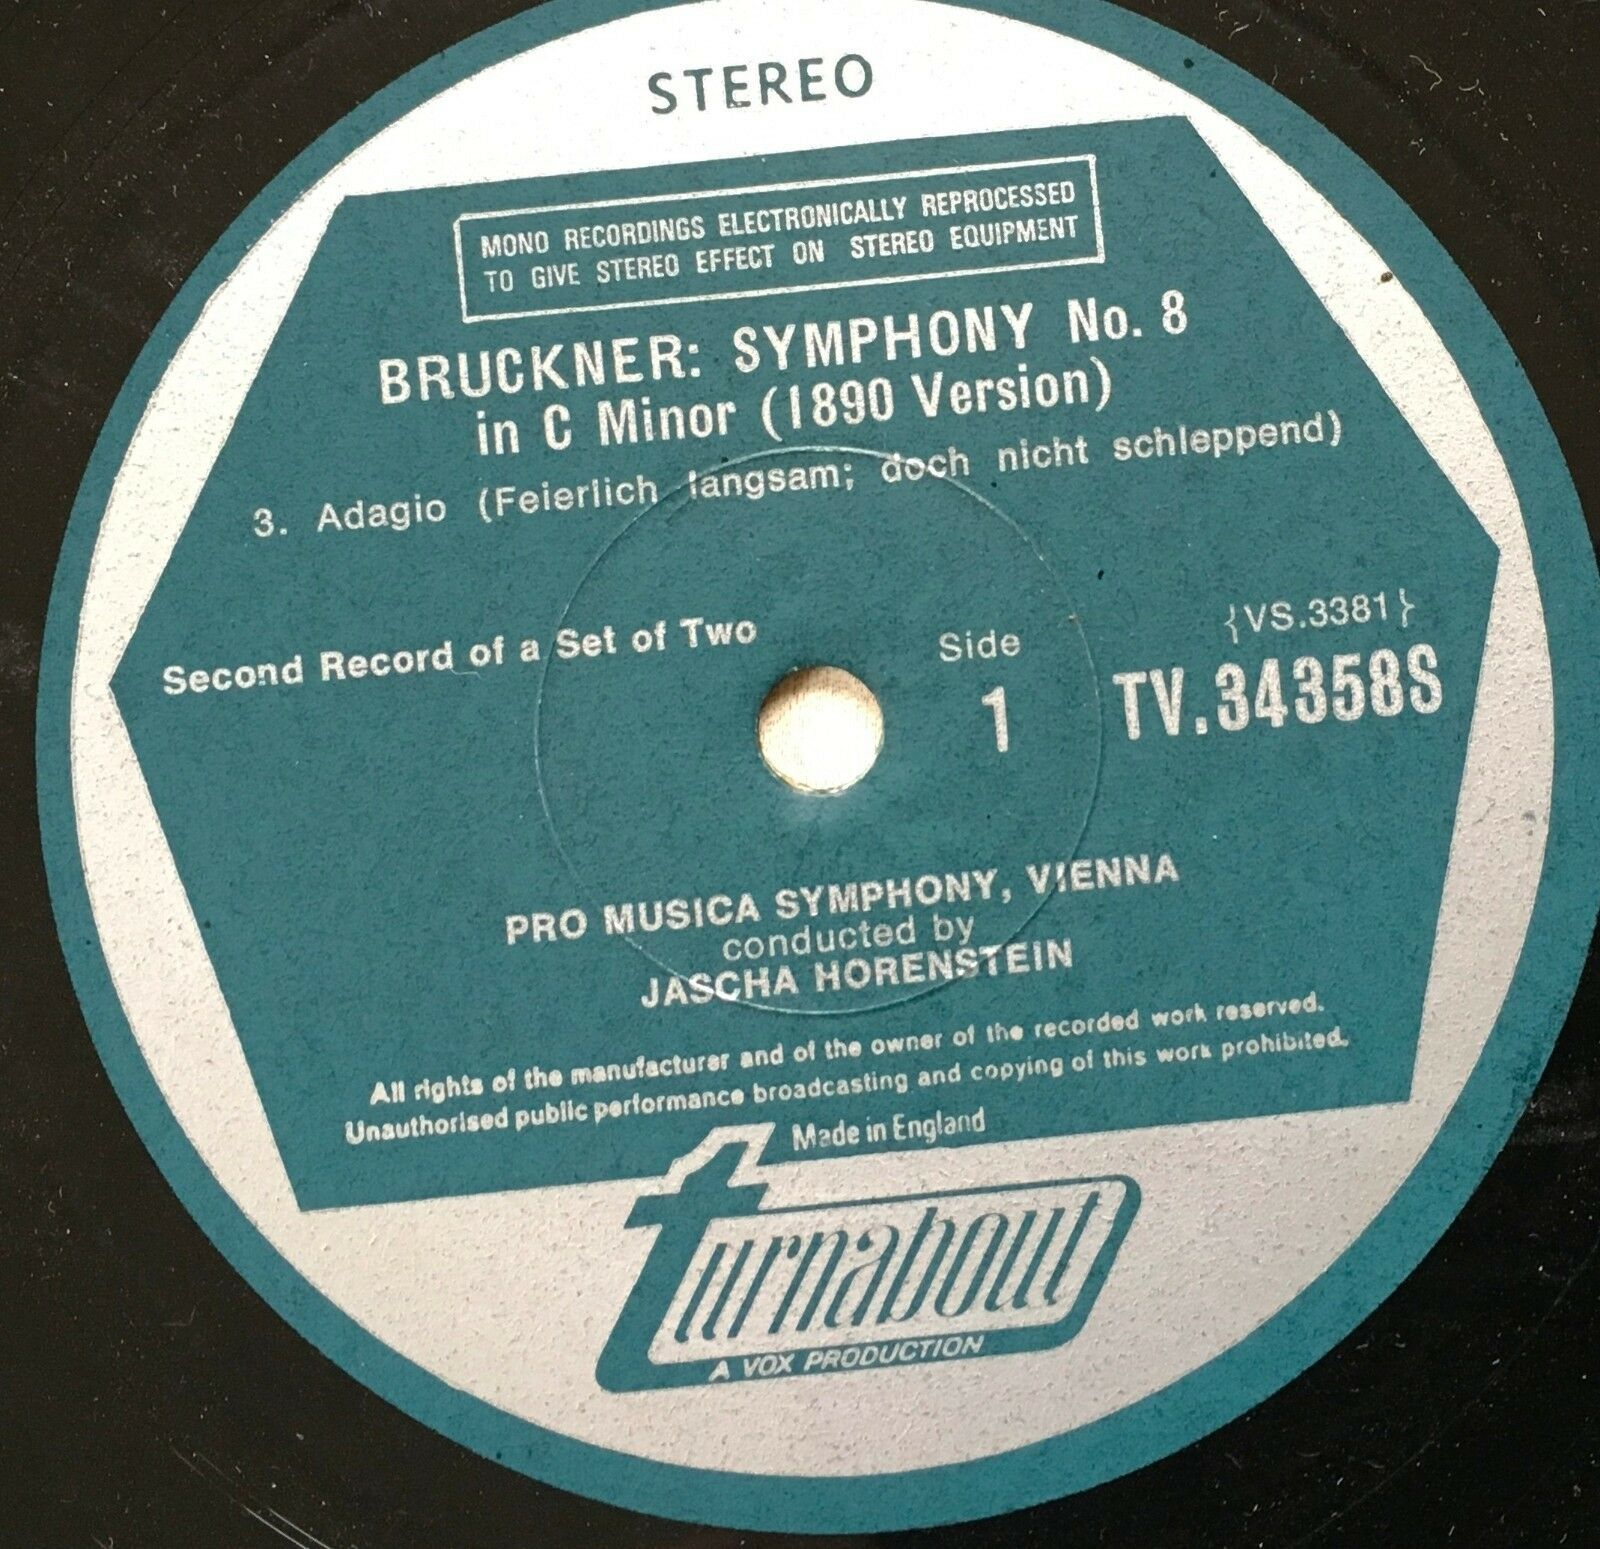 STEREO
MONO RECORDINGS ELECTRONICALLY REPROCESSED
TO GIVE STEREO EFFECT ON STEREO EQUIPMENT
BRUCKNER: SYMPHONY No. 8
in C Minor (1890 Version)
3. Adagio (Feierlich langsam; doch nicht schleppend)
Second Record of a Set of Two
Side
1
{VS.3381}
TV.34358S
PRO MUSICA SYMPHONY, VIENNA
conducted by
JASCHA HORENSTEIN
All rights of the manufacturer and of the owner of the recorded work reserved.
Unauthorised public performance broadcasting and copying of this work prohibited.
Made in England
turnabout
A VOX PRODUCTION